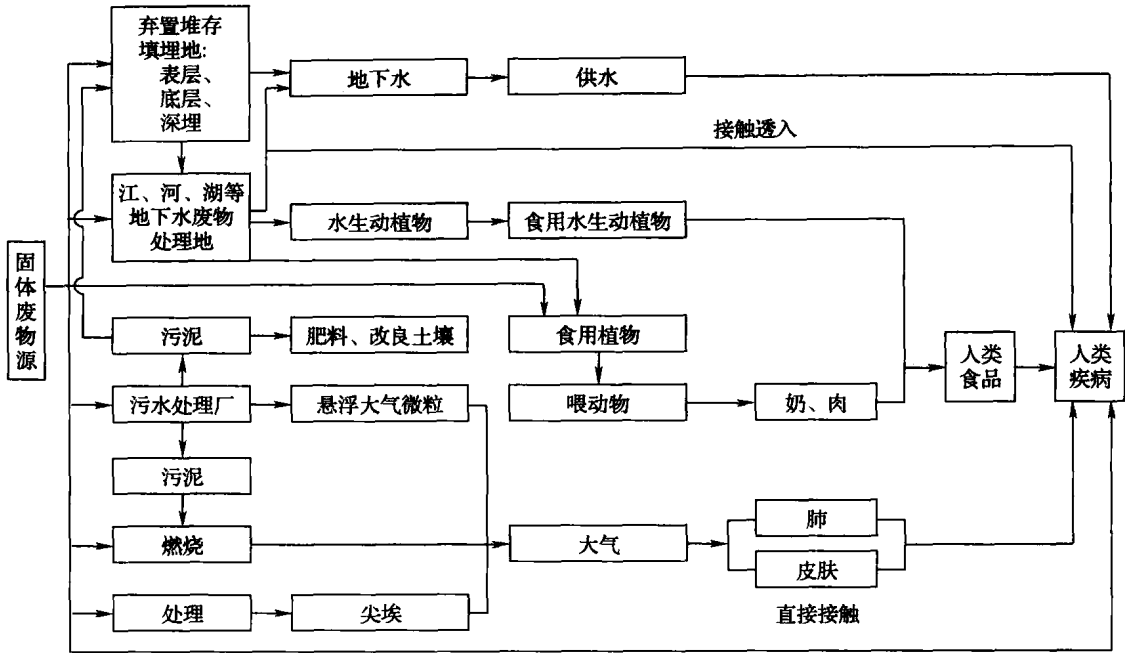 弃置堆存
填埋地:
表层、
底层、
深埋
地下水
供水
接触透入
江、河、湖等
地下水废物
处理地
水生动植物
食用水生动植物
固
体
废
物
源
污泥
肥料、改良土壤
食用植物
人类
食品
人类
疾病
污水处理厂
悬浮大气微粒
喂动物
奶、肉
污泥
燃烧
大气
肺
皮肤
处理
尖埃
直接接触